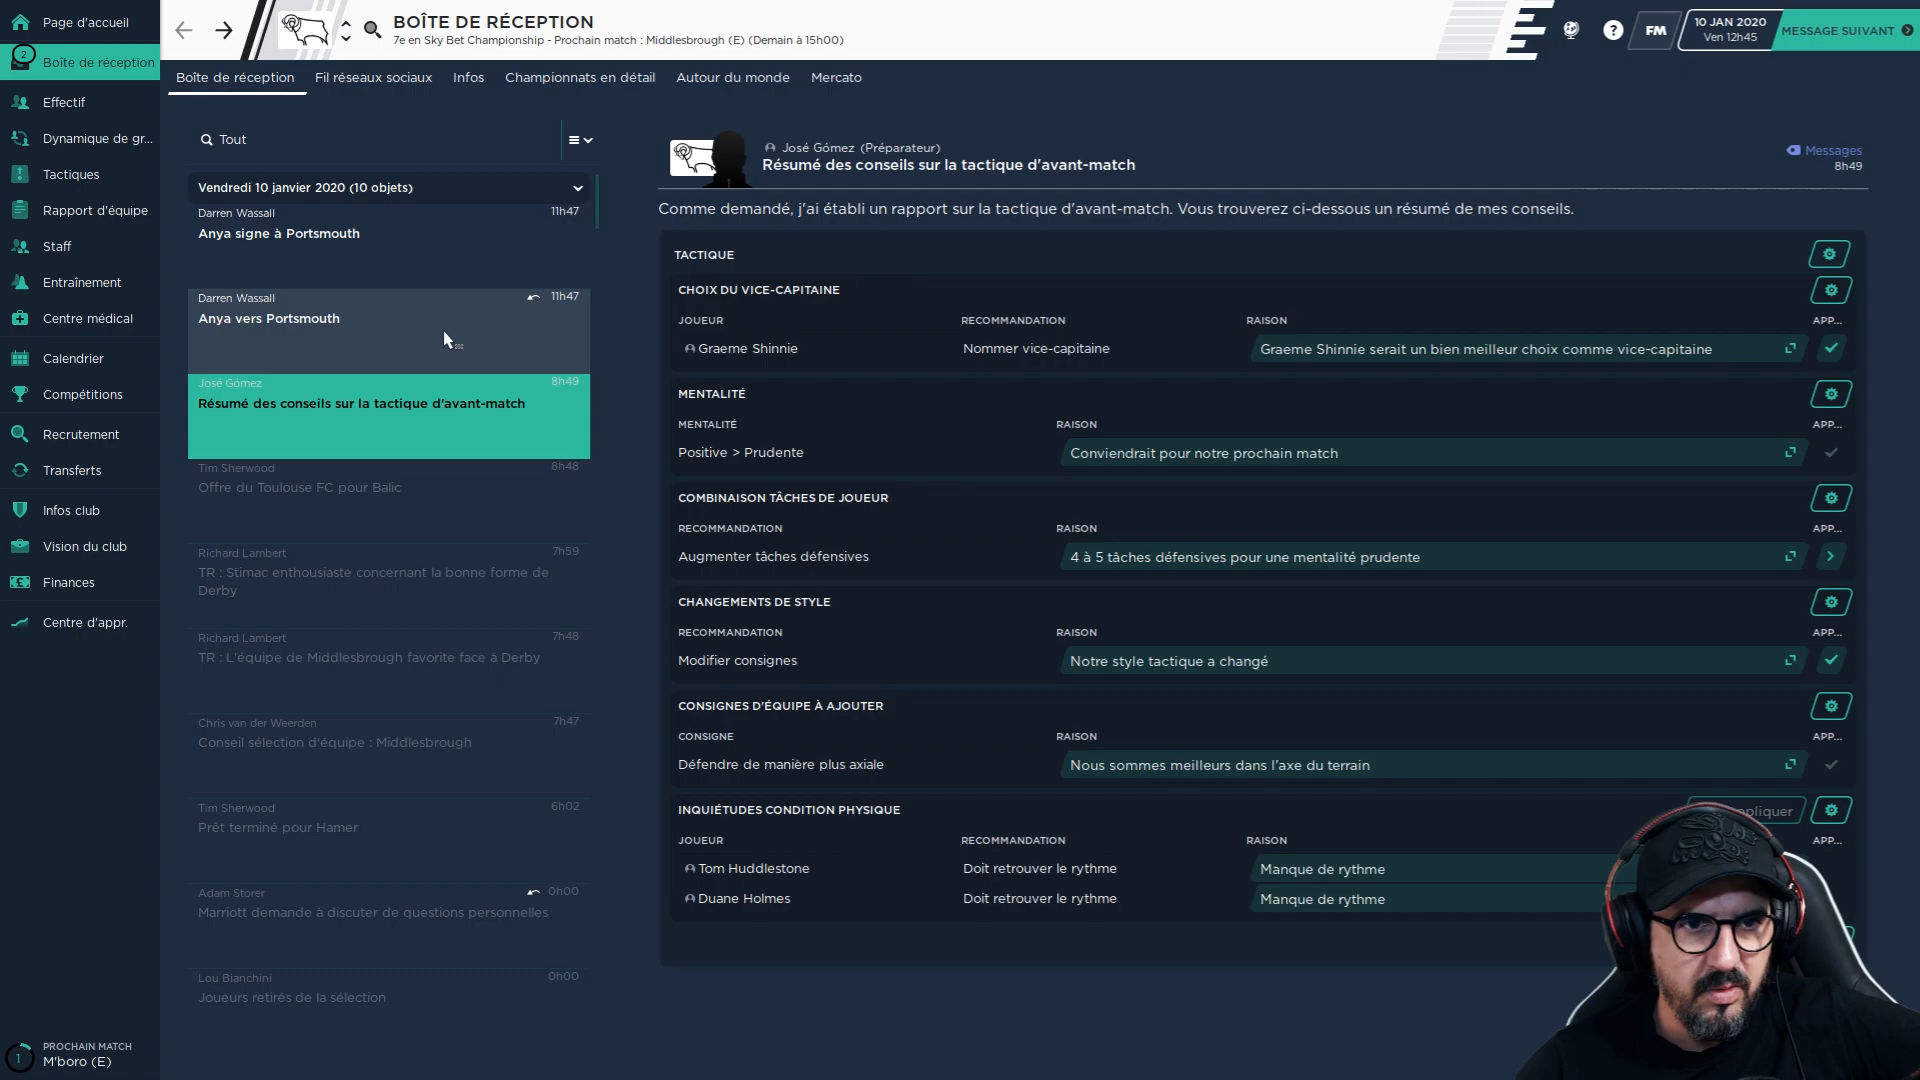 Page d'accueil
2
Boîte de réception
Effectif
Dynamique de gr...
Tactiques
Rapport d'équipe
Staff
Entraînement
Centre médical
Calendrier
Compétitions
Recrutement
Transferts
Infos club
Vision du club
Finances
Centre d'appr.
1
PROCHAIN MATCH
M'boro (E)
BOÎTE DE RÉCEPTION
7e en Sky Bet Championship - Prochain match : Middlesbrough (E) (Demain à 15h00)
?
FM
10 JAN 2020
Ven 12h45
MESSAGE SUIVANT
Boîte de réception
Fil réseaux sociaux
Infos
Championnats en détail
Autour du monde
Mercato
Tout
Vendredi 10 janvier 2020 (10 objets)
Darren Wassall 11h47
Anya signe à Portsmouth
Darren Wassall 11h47
Anya vers Portsmouth
José Gómez 8h49
Résumé des conseils sur la tactique d'avant-match
Tim Sherwood 8h48
Offre du Toulouse FC pour Balic
Richard Lambert 7h59
TR : Stimac enthousiaste concernant la bonne forme de
Derby
Richard Lambert 7h48
TR : L'équipe de Middlesbrough favorite face à Derby
Chris van der Weerden 7h47
Conseil sélection d'équipe : Middlesbrough
Tim Sherwood 6h02
Prêt terminé pour Hamer
Adam Storer 0h00
Marriott demande à discuter de questions personnelles
Lou Bianchini 0h00
Joueurs retirés de la sélection
José Gómez (Préparateur)
Résumé des conseils sur la tactique d'avant-match
Messages
8h49
Comme demandé, j'ai établi un rapport sur la tactique d'avant-match. Vous trouverez ci-dessous un résumé de mes conseils.
TACTIQUE
CHOIX DU VICE-CAPITAINE
JOUEUR RECOMMANDATION RAISON APP...
Graeme Shinnie Nommer vice-capitaine Graeme Shinnie serait un bien meilleur choix comme vice-capitaine
MENTALITÉ
MENTALITÉ RAISON APP...
Positive > Prudente Conviendrait pour notre prochain match
COMBINAISON TÂCHES DE JOUEUR
RECOMMANDATION RAISON APP...
Augmenter tâches défensives 4 à 5 tâches défensives pour une mentalité prudente
CHANGEMENTS DE STYLE
RECOMMANDATION RAISON APP...
Modifier consignes Notre style tactique a changé
CONSIGNES D'ÉQUIPE À AJOUTER
CONSIGNE RAISON APP...
Défendre de manière plus axiale Nous sommes meilleurs dans l'axe du terrain
INQUIÉTUDES CONDITION PHYSIQUE
JOUEUR RECOMMANDATION RAISON APP...
Tom Huddlestone Doit retrouver le rythme Manque de rythme
Duane Holmes Doit retrouver le rythme Manque de rythme